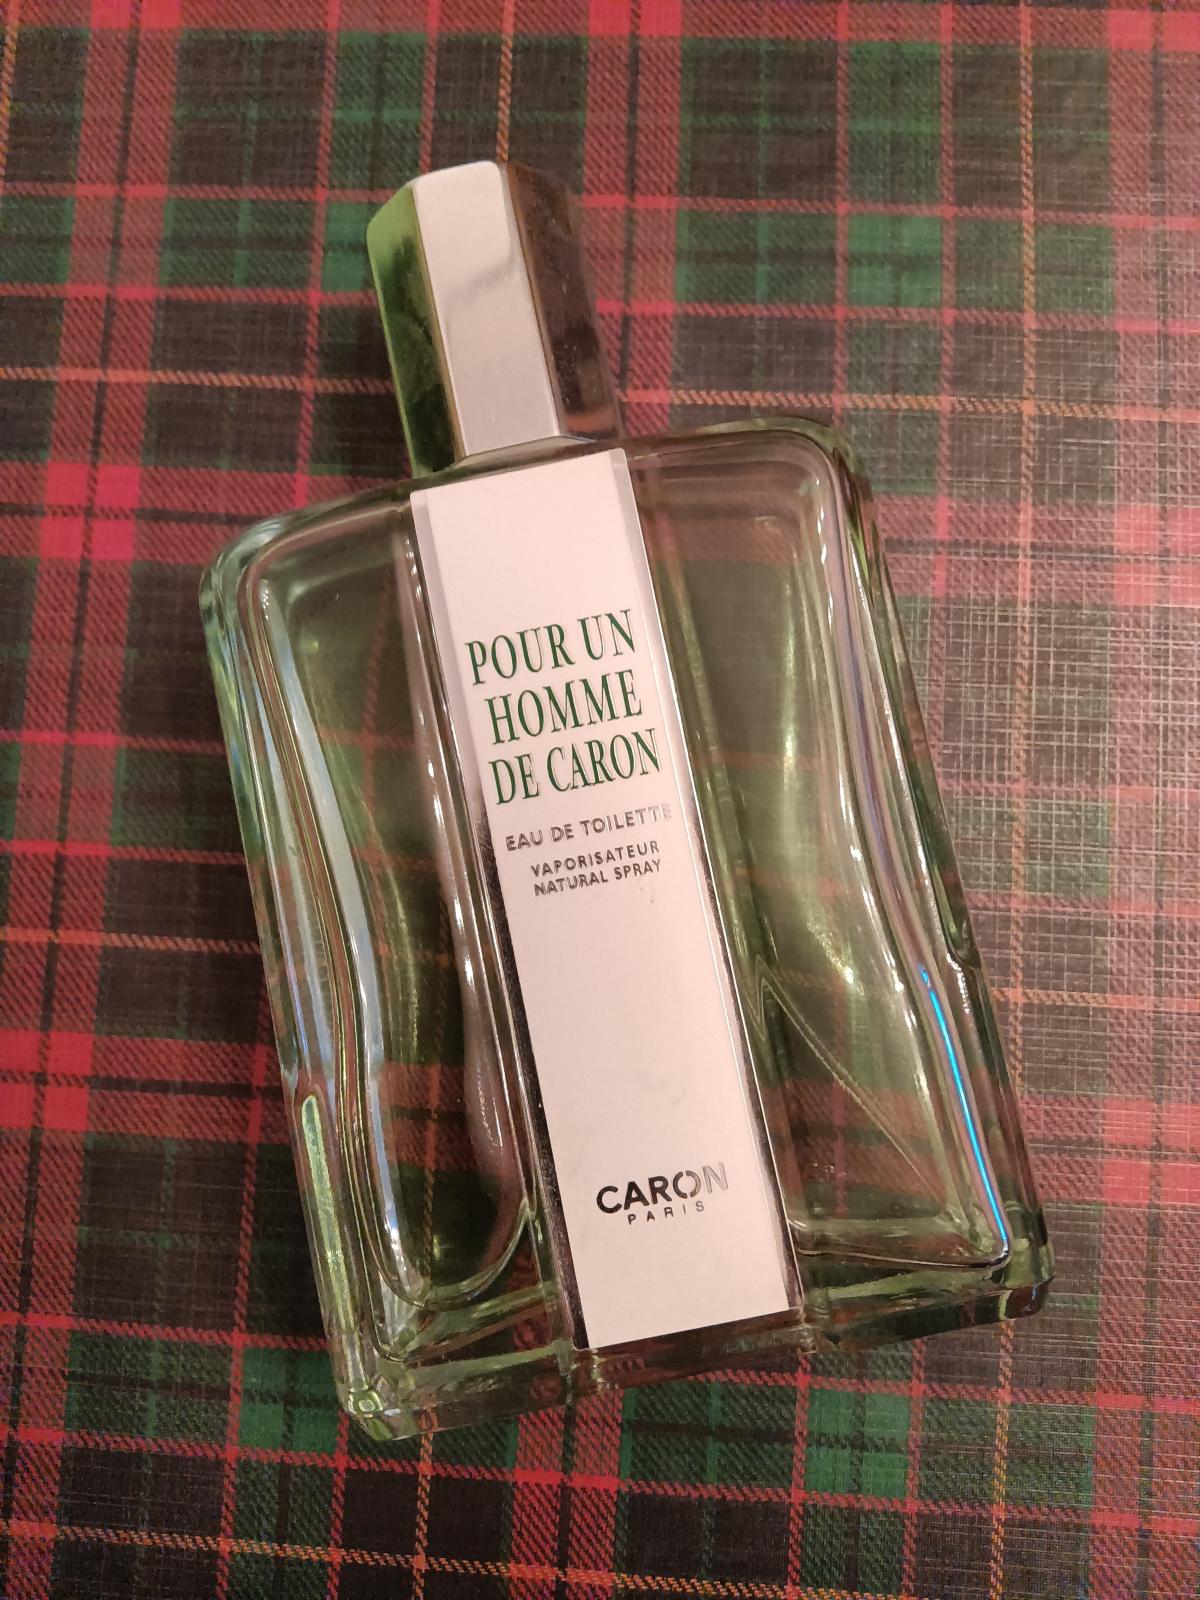 POUR UN
HOMME
DE CARON
EAU DE TOILETTE
VAPORISATEUR
NATURAL SPRAY
CARON
PARIS